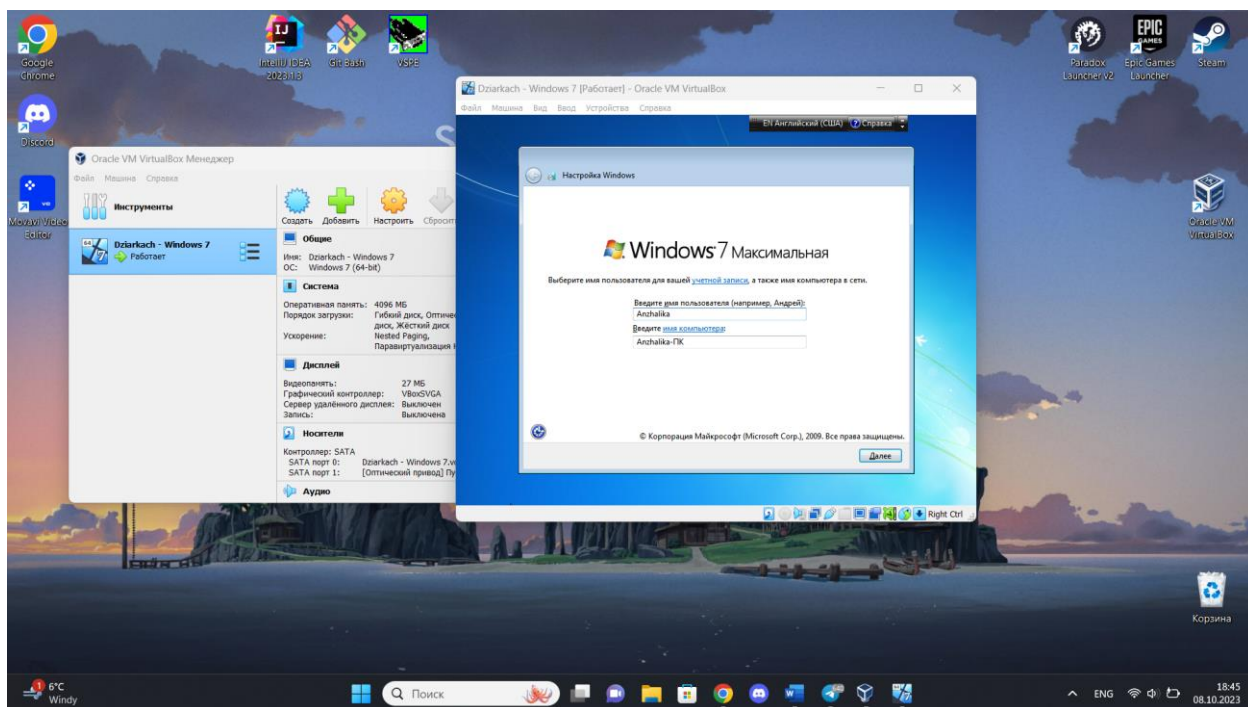 Google
Chrome
IntelliJ IDEA
2023.1.3
Git Bash
VSPE
Paradox
Launcher v2
EPIC
GAMES
Epic Games
Launcher
Steam
Discord
Movavi Video
Editor
Oracle VM
VirtualBox
Корзина
Oracle VM VirtualBox Менеджер
Файл Машина Справка
Инструменты
Dziarkach - Windows 7
Работает
Создать Добавить Настроить Сбросить
Общие
Имя: Dziarkach - Windows 7
ОС: Windows 7 (64-bit)
Система
Оперативная память: 4096 МБ
Порядок загрузки: Гибкий диск, Оптичес
диск, Жёсткий диск
Ускорение: Nested Paging,
Паравиртуализация
Дисплей
Видеопамять: 27 МБ
Графический контроллер: VBoxSVGA
Сервер удалённого дисплея: Выключен
Запись: Выключена
Носители
Контроллер: SATA
SATA порт 0: Dziarkach - Windows 7.v
SATA порт 1: [Оптический привод] Пу
Аудио
Dziarkach - Windows 7 [Работает] - Oracle VM VirtualBox
Файл Машина Вид Ввод Устройства Справка
EN Английский (США) Справка
Настройка Windows
Windows 7 Максимальная
Выберите имя пользователя для вашей учетной записи, а также имя компьютера в сети.
Введите имя пользователя (например, Андрей):
Anzhalika
Введите имя компьютера:
Anzhalika-ПК
© Корпорация Майкрософт (Microsoft Corp.), 2009. Все права защищены.
Далее
Right Ctrl
1
6°C
Windy
Поиск
ENG
18:45
08.10.2023